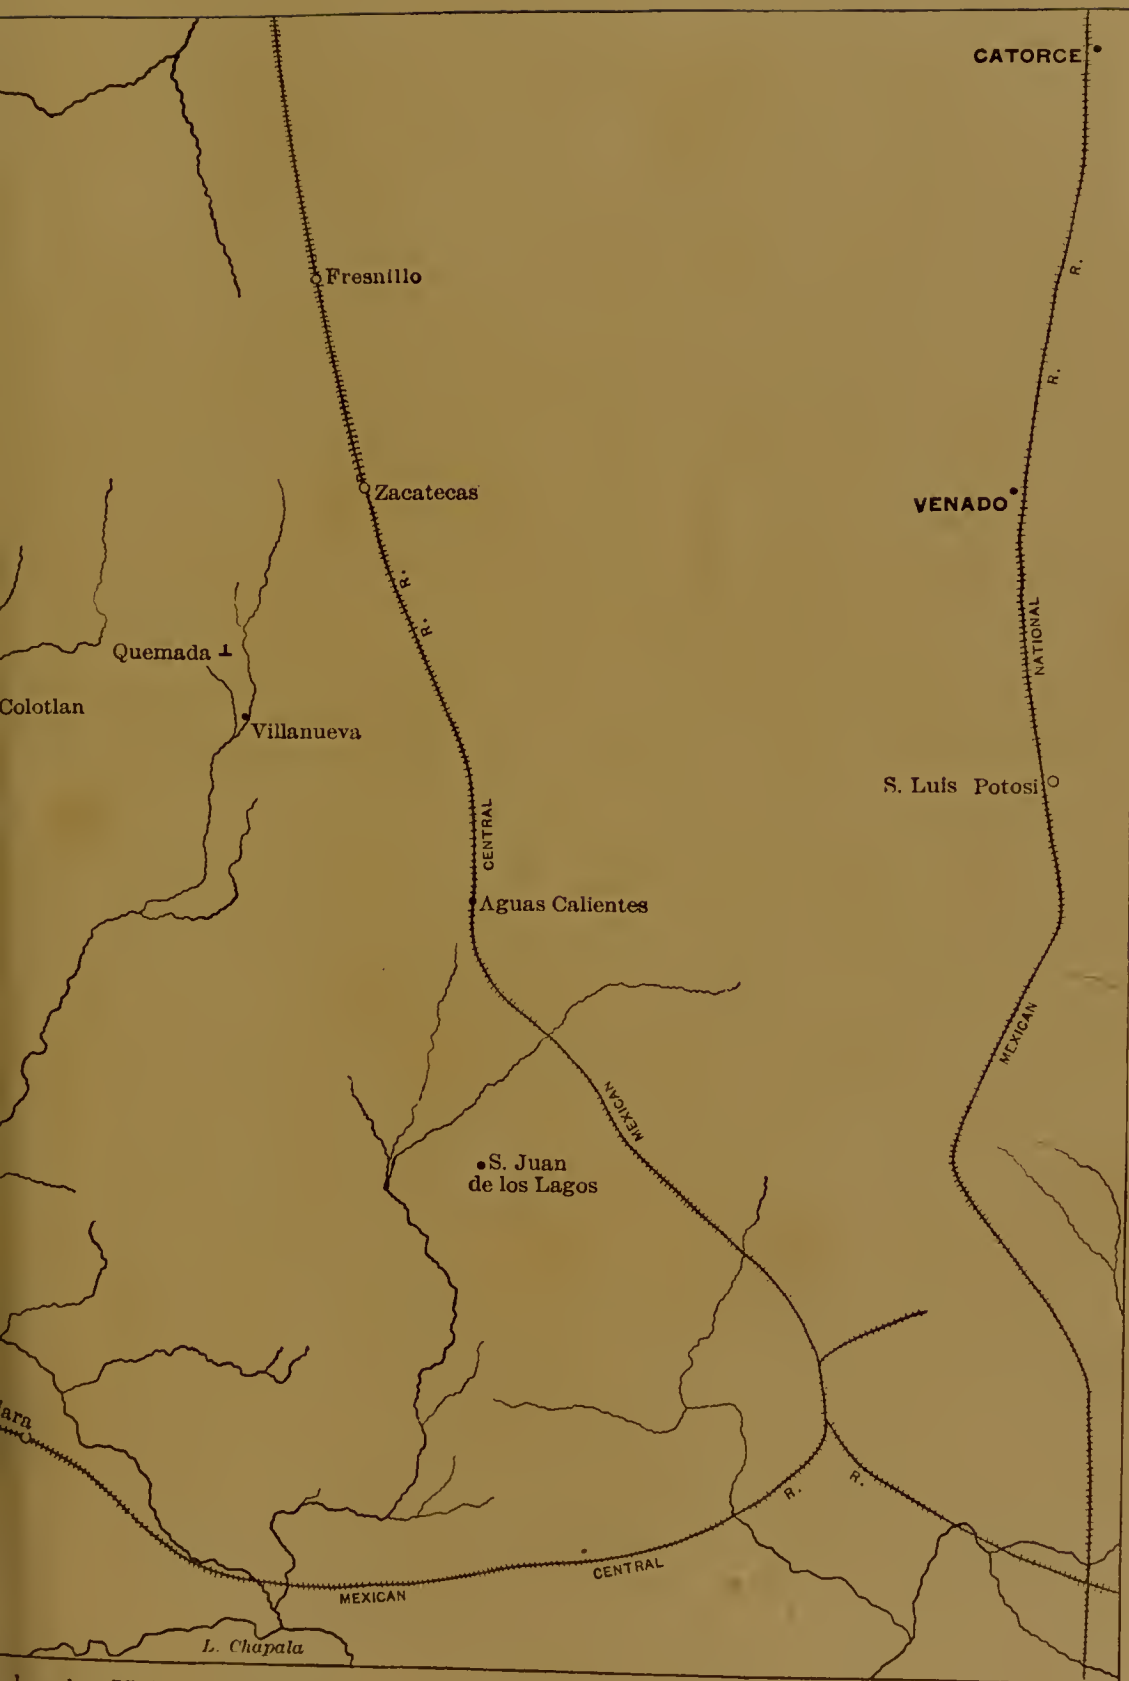 CATORCE
R.
Fresnillo
R.
Zacatecas
VENADO
R.
R.
NATIONAL
Quemada
Colotlan
Villanueva
S. Luis Potosi
CENTRAL
Aguas Calientes
MEXICAN
MEXICAN
S. Juan
de los Lagos
lara
R.
R.
CENTRAL
MEXICAN
L. Chapala